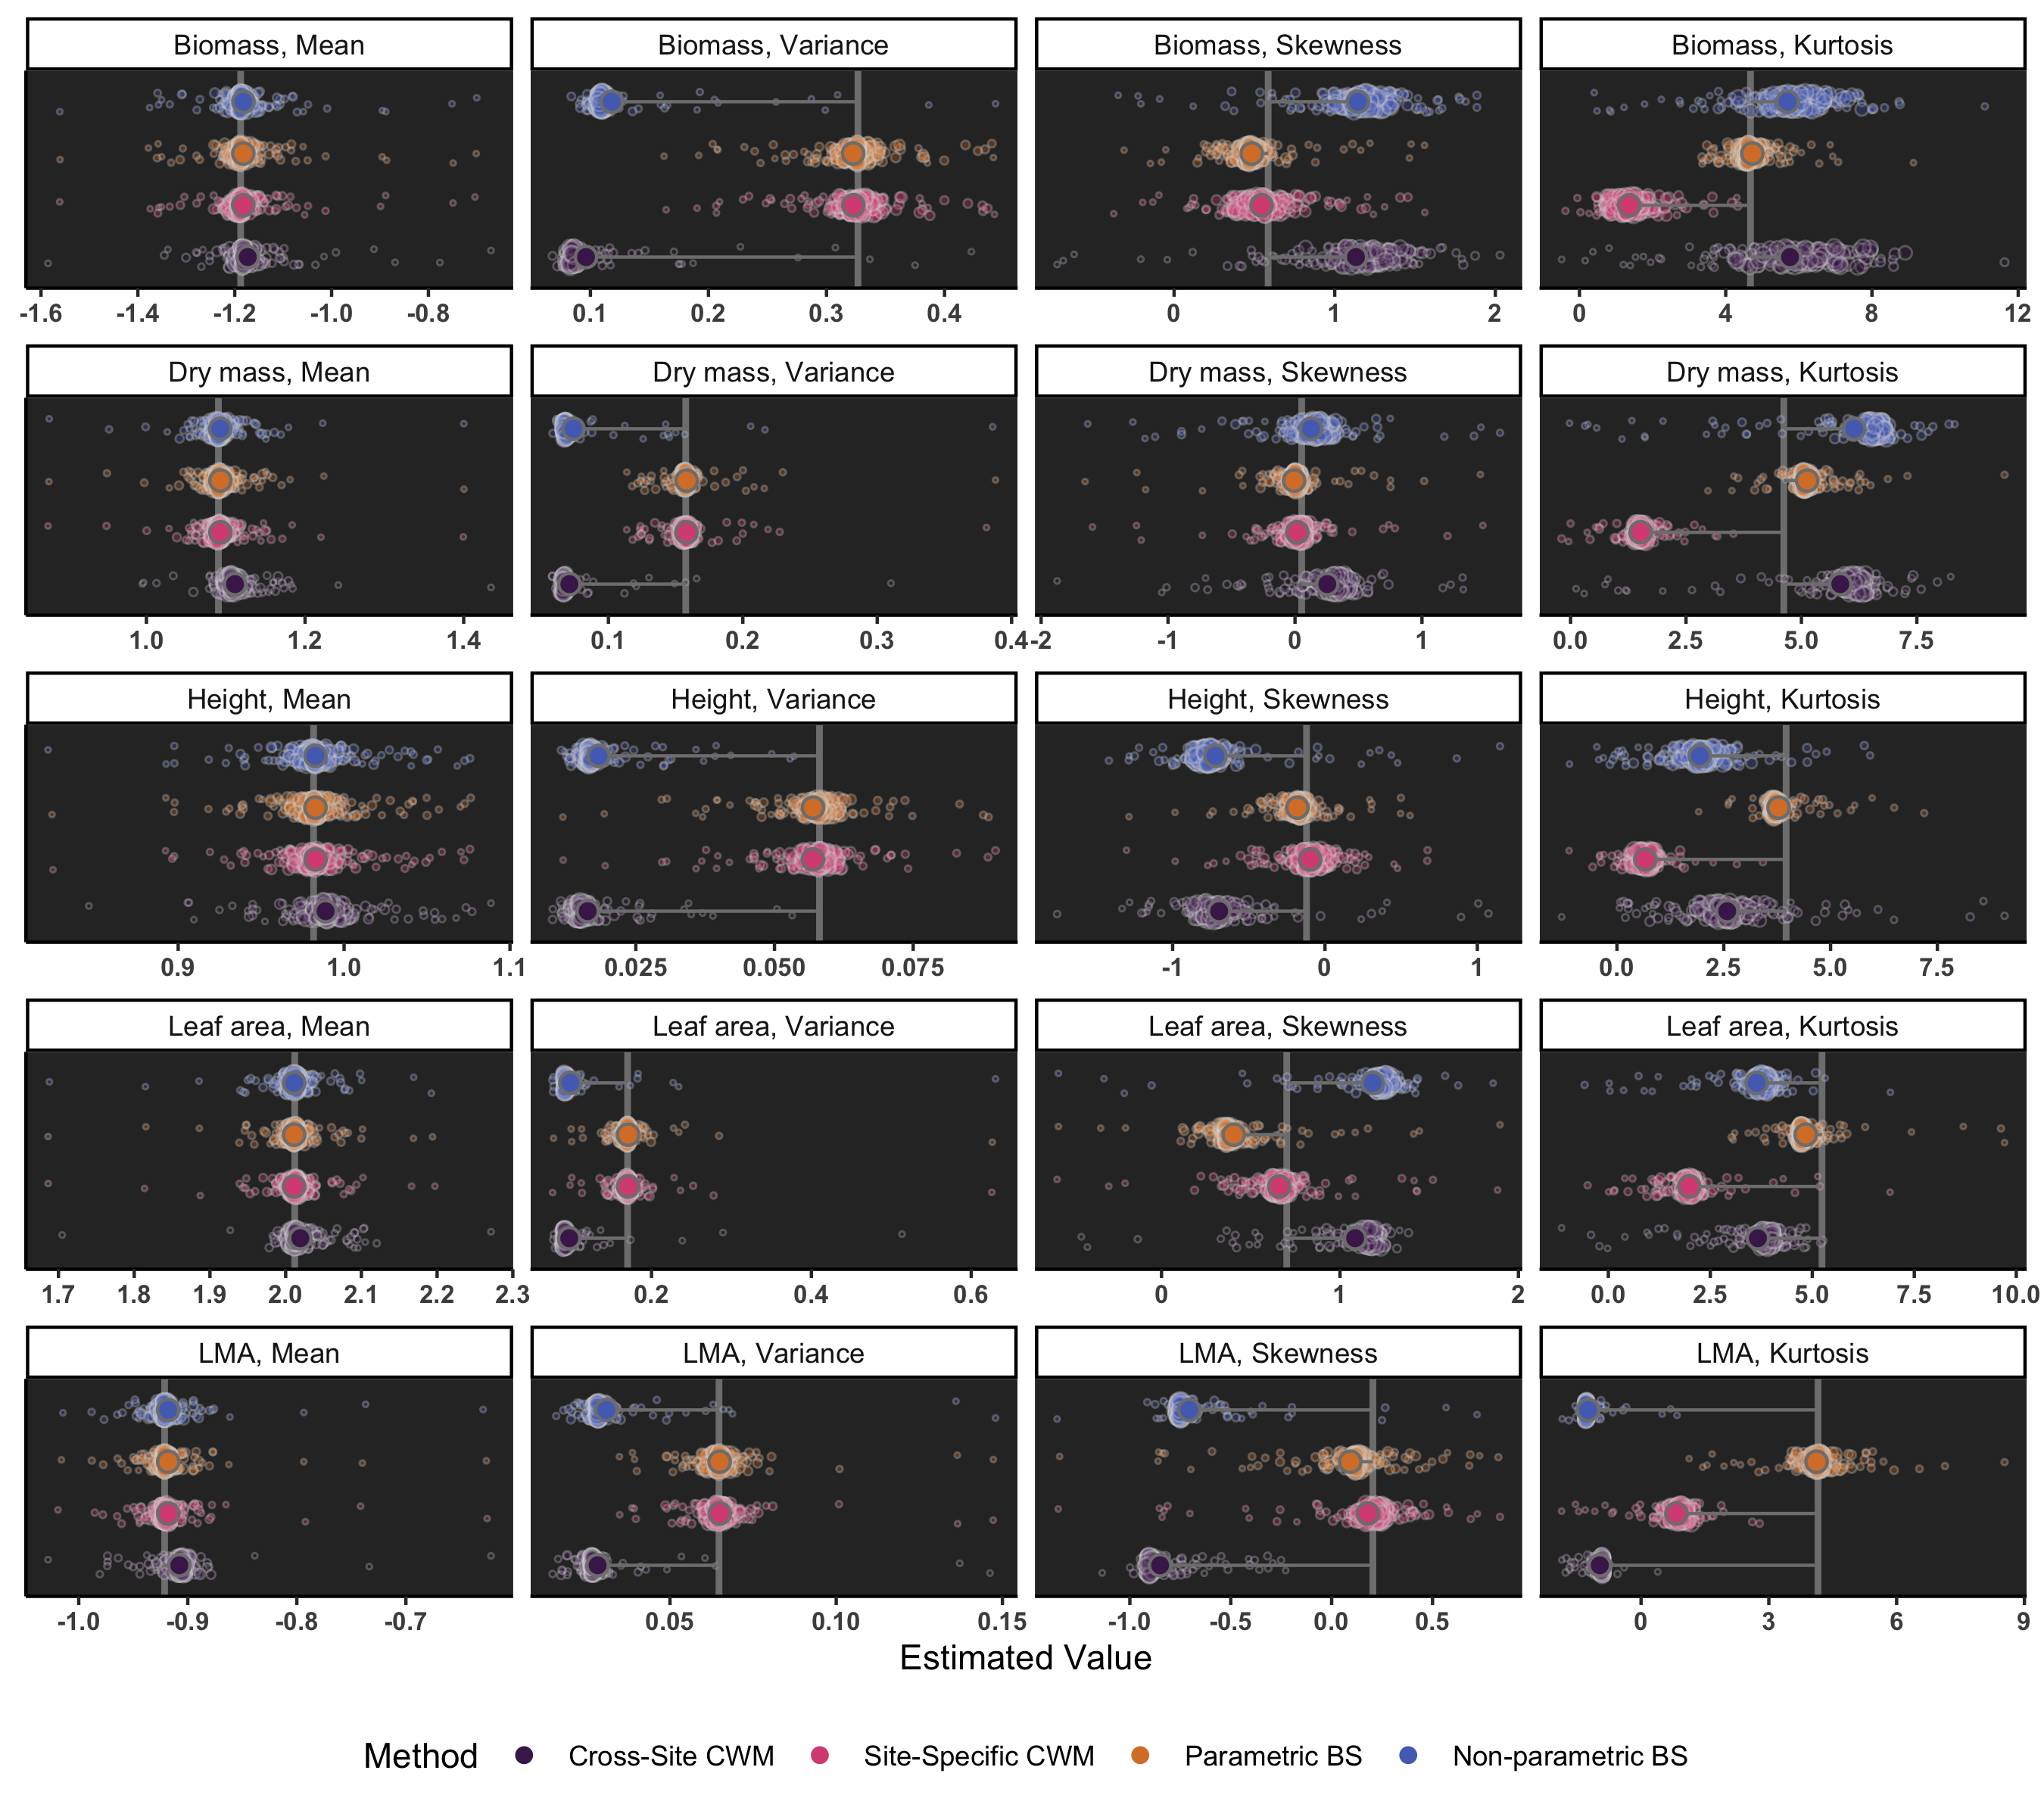 Biomass, Mean Biomass, Variance Biomass, Skewness Biomass, Kurtosis
-1.6 -1.4 -1.2 -1.0 -0.8 0.1 0.2 0.3 0.4 0 1 2 0 4 8 12
Dry mass, Mean Dry mass, Variance Dry mass, Skewness Dry mass, Kurtosis
1.0 1.2 1.4 0.1 0.2 0.3 0.4 -2 -1 0 1 0.0 2.5 5.0 7.5
Height, Mean Height, Variance Height, Skewness Height, Kurtosis
0.9 1.0 1.1 0.025 0.050 0.075 -1 0 1 0.0 2.5 5.0 7.5
Leaf area, Mean Leaf area, Variance Leaf area, Skewness Leaf area, Kurtosis
1.7 1.8 1.9 2.0 2.1 2.2 2.3 0.2 0.4 0.6 0 1 2 0.0 2.5 5.0 7.5 10.0
LMA, Mean LMA, Variance LMA, Skewness LMA, Kurtosis
-1.0 -0.9 -0.8 -0.7 0.05 0.10 0.15 -1.0 -0.5 0.0 0.5 0 3 6 9
Estimated Value
Method Cross-Site CWM Site-Specific CWM Parametric BS Non-parametric BS